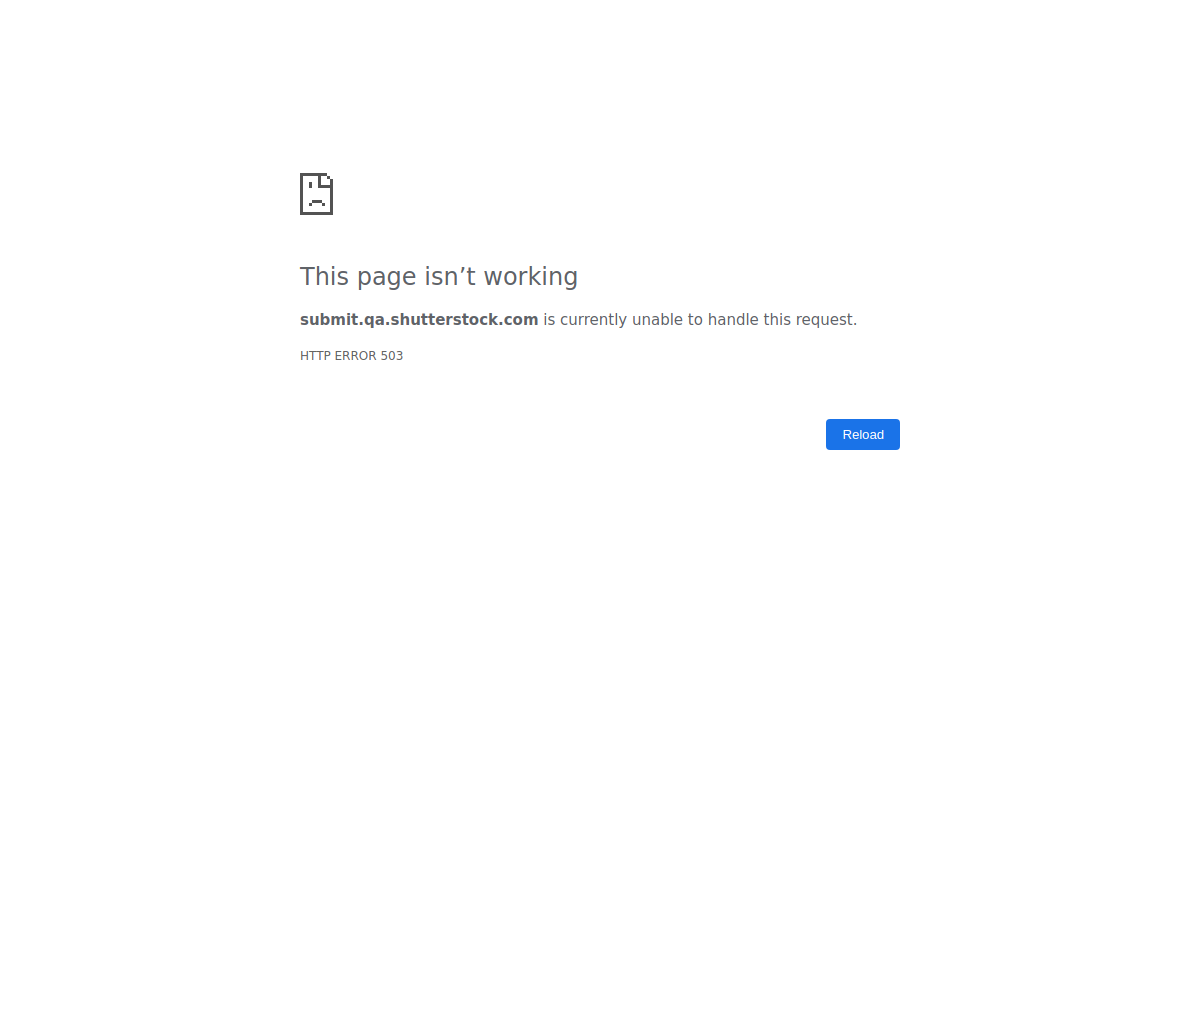 This page isn’t working
submit.qa.shutterstock.com is currently unable to handle this request.
HTTP ERROR 503
Reload